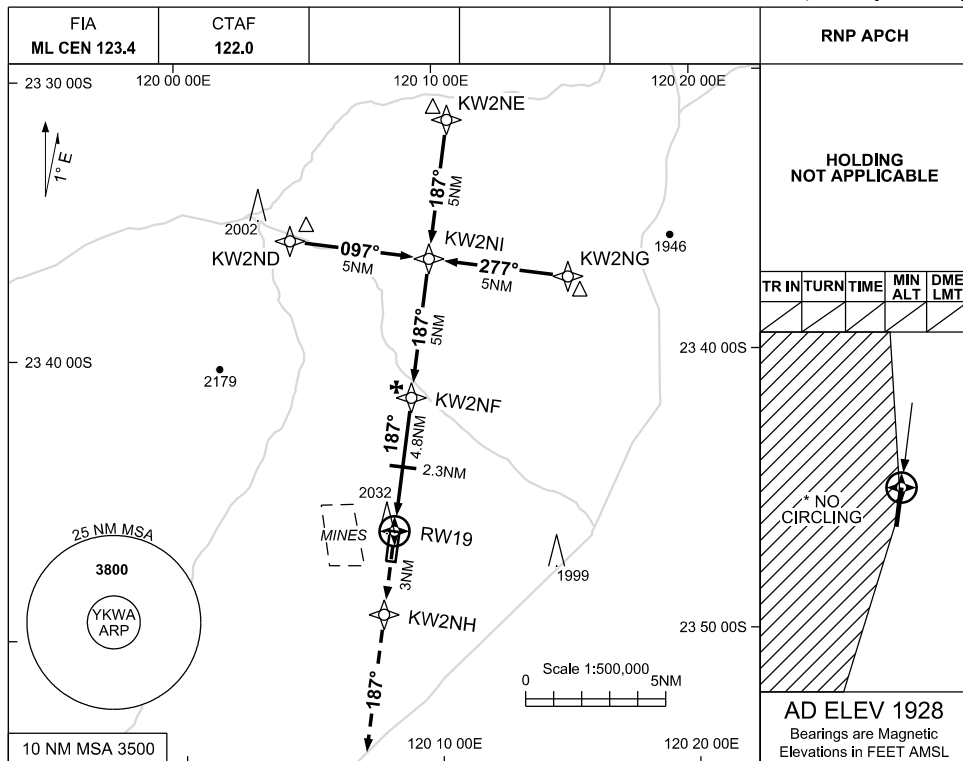 FIA
ML CEN 123.4
CTAF
122.0
RNP APCH
120 00 00E
120 10 00E
120 20 00E
23 30 00S
1° E
KW2NE
187°
5NM
2002
KW2ND
097°
5NM
KW2NI
277°
5NM
KW2NG
1946
HOLDING
NOT APPLICABLE
TR IN
TURN
TIME
MIN
ALT
DME
LMT
187°
5NM
23 40 00S
23 40 00S
2179
KW2NF
187°
4.8NM
2.3NM
2032
MINES
RW19
3NM
1999
* NO
CIRCLING
25 NM MSA
3800
YKWA
ARP
KW2NH
187°
23 50 00S
Scale 1:500,000
0
5NM
10 NM MSA 3500
120 10 00E
120 20 00E
AD ELEV 1928
Bearings are Magnetic
Elevations in FEET AMSL